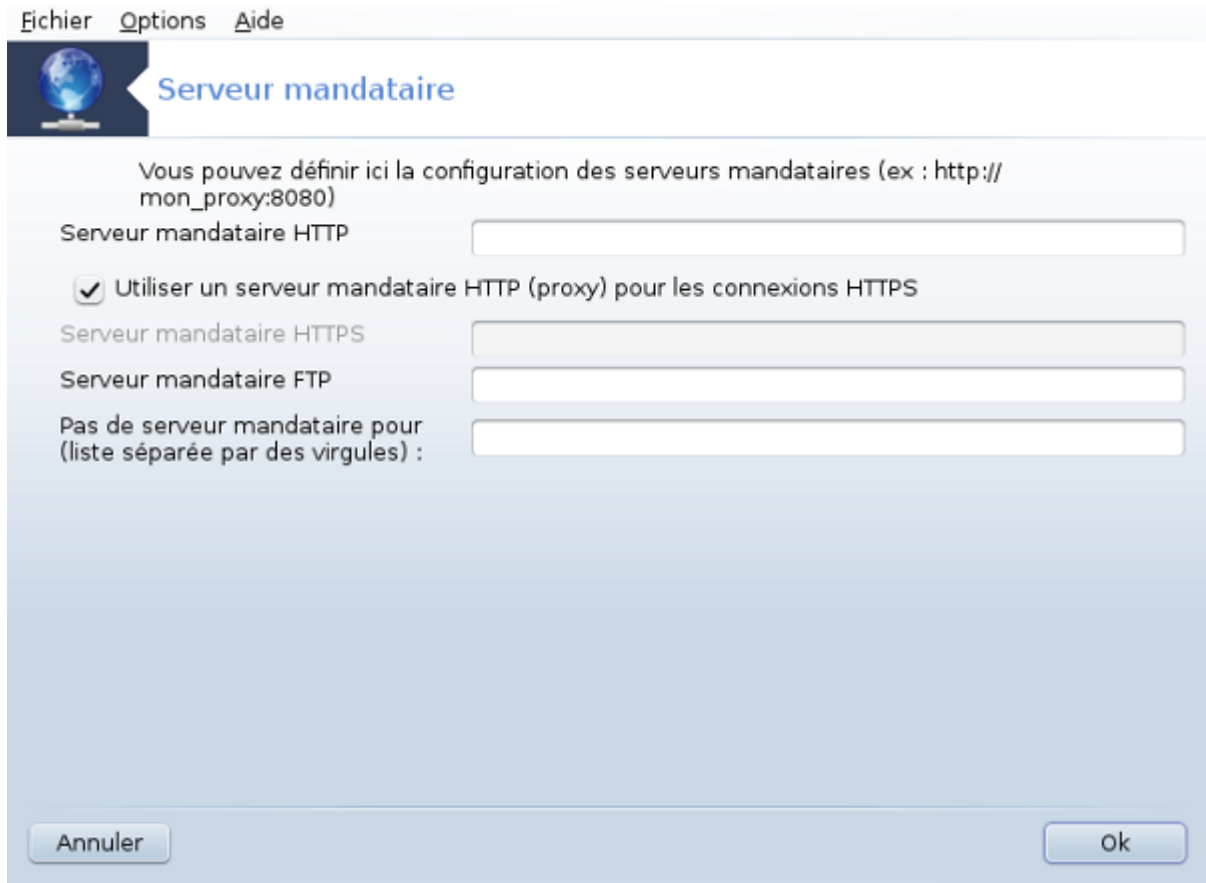 Fichier Options Aide
Serveur mandataire
Vous pouvez définir ici la configuration des serveurs mandataires (ex : http://
mon_proxy:8080)
Serveur mandataire HTTP
Utiliser un serveur mandataire HTTP (proxy) pour les connexions HTTPS
Serveur mandataire HTTPS
Serveur mandataire FTP
Pas de serveur mandataire pour
(liste séparée par des virgules) :
Annuler Ok